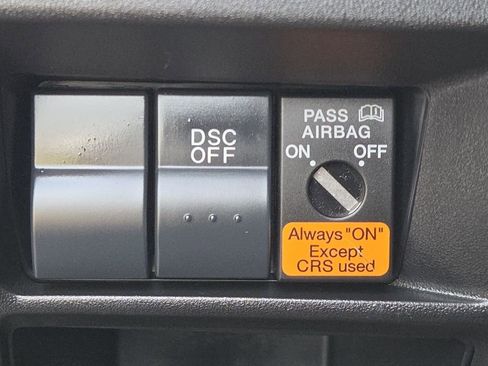 DSC
OFF
PASS
AIRBAG
ON OFF
Always "ON"
Except
CRS used